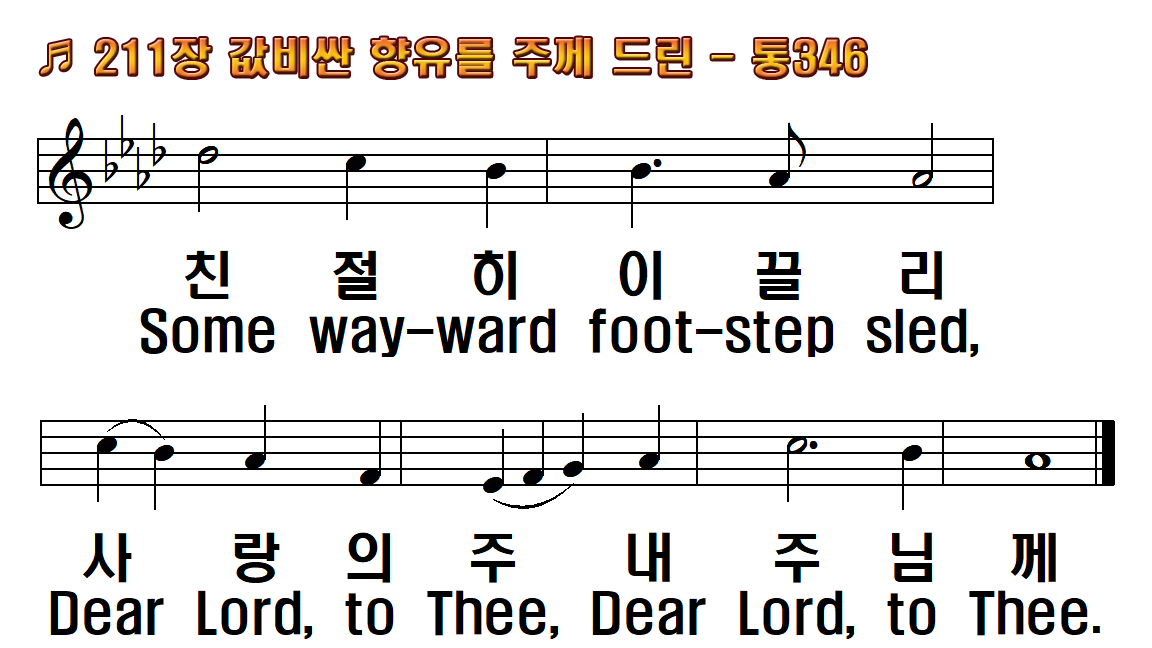 ♬ 211장 값비싼 향유를 주께 드린 - 통346
친 절 히 이 끌 리
Some way-ward foot-step sled,
사 랑 의 주 내 주 님 께
Dear Lord, to Thee, Dear Lord, to Thee.